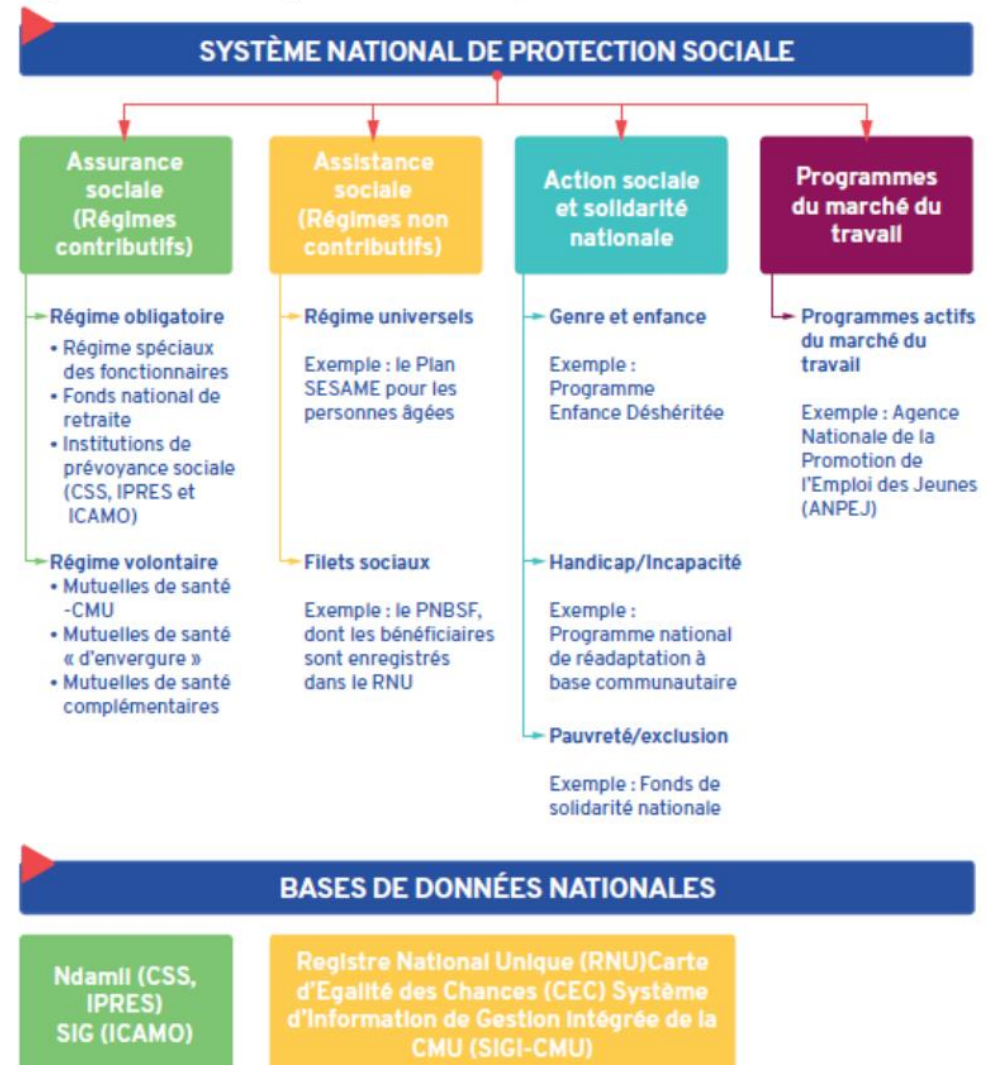 SYSTÈME NATIONAL DE PROTECTION SOCIALE
Assurance
sociale
(Régimes
contributifs)
Régime obligatoire
• Régime spéciaux
des fonctionnaires
• Fonds national de
retraite
• Institutions de
prévoyance sociale
(CSS, IPRES et
ICAMO)
Régime volontaire
• Mutuelles de santé
-CMU
• Mutuelles de santé
« d'envergure »
• Mutuelles de santé
complémentaires
Assistance
sociale
(Régimes non
contributifs)
Régime universels
Exemple : le Plan
SESAME pour les
personnes âgées
Filets sociaux
Exemple : le PNBSF,
dont les bénéficiaires
sont enregistrés
dans le RNU
Action sociale
et solidarité
nationale
Genre et enfance
Exemple :
Programme
Enfance Déshéritée
Handicap/Incapacité
Exemple :
Programme national
de réadaptation à
base communautaire
Pauvreté/exclusion
Exemple : Fonds de
solidarité nationale
Programmes
du marché du
travail
Programmes actifs
du marché du
travail
Exemple : Agence
Nationale de la
Promotion de
l'Emploi des Jeunes
(ANPEJ)
BASES DE DONNÉES NATIONALES
Ndamli (CSS,
IPRES)
SIG (ICAMO)
Registre National Unique (RNU)Carte
d'Egalité des Chances (CEC) Système
d'Information de Gestion Intégrée de la
CMU (SIGI-CMU)